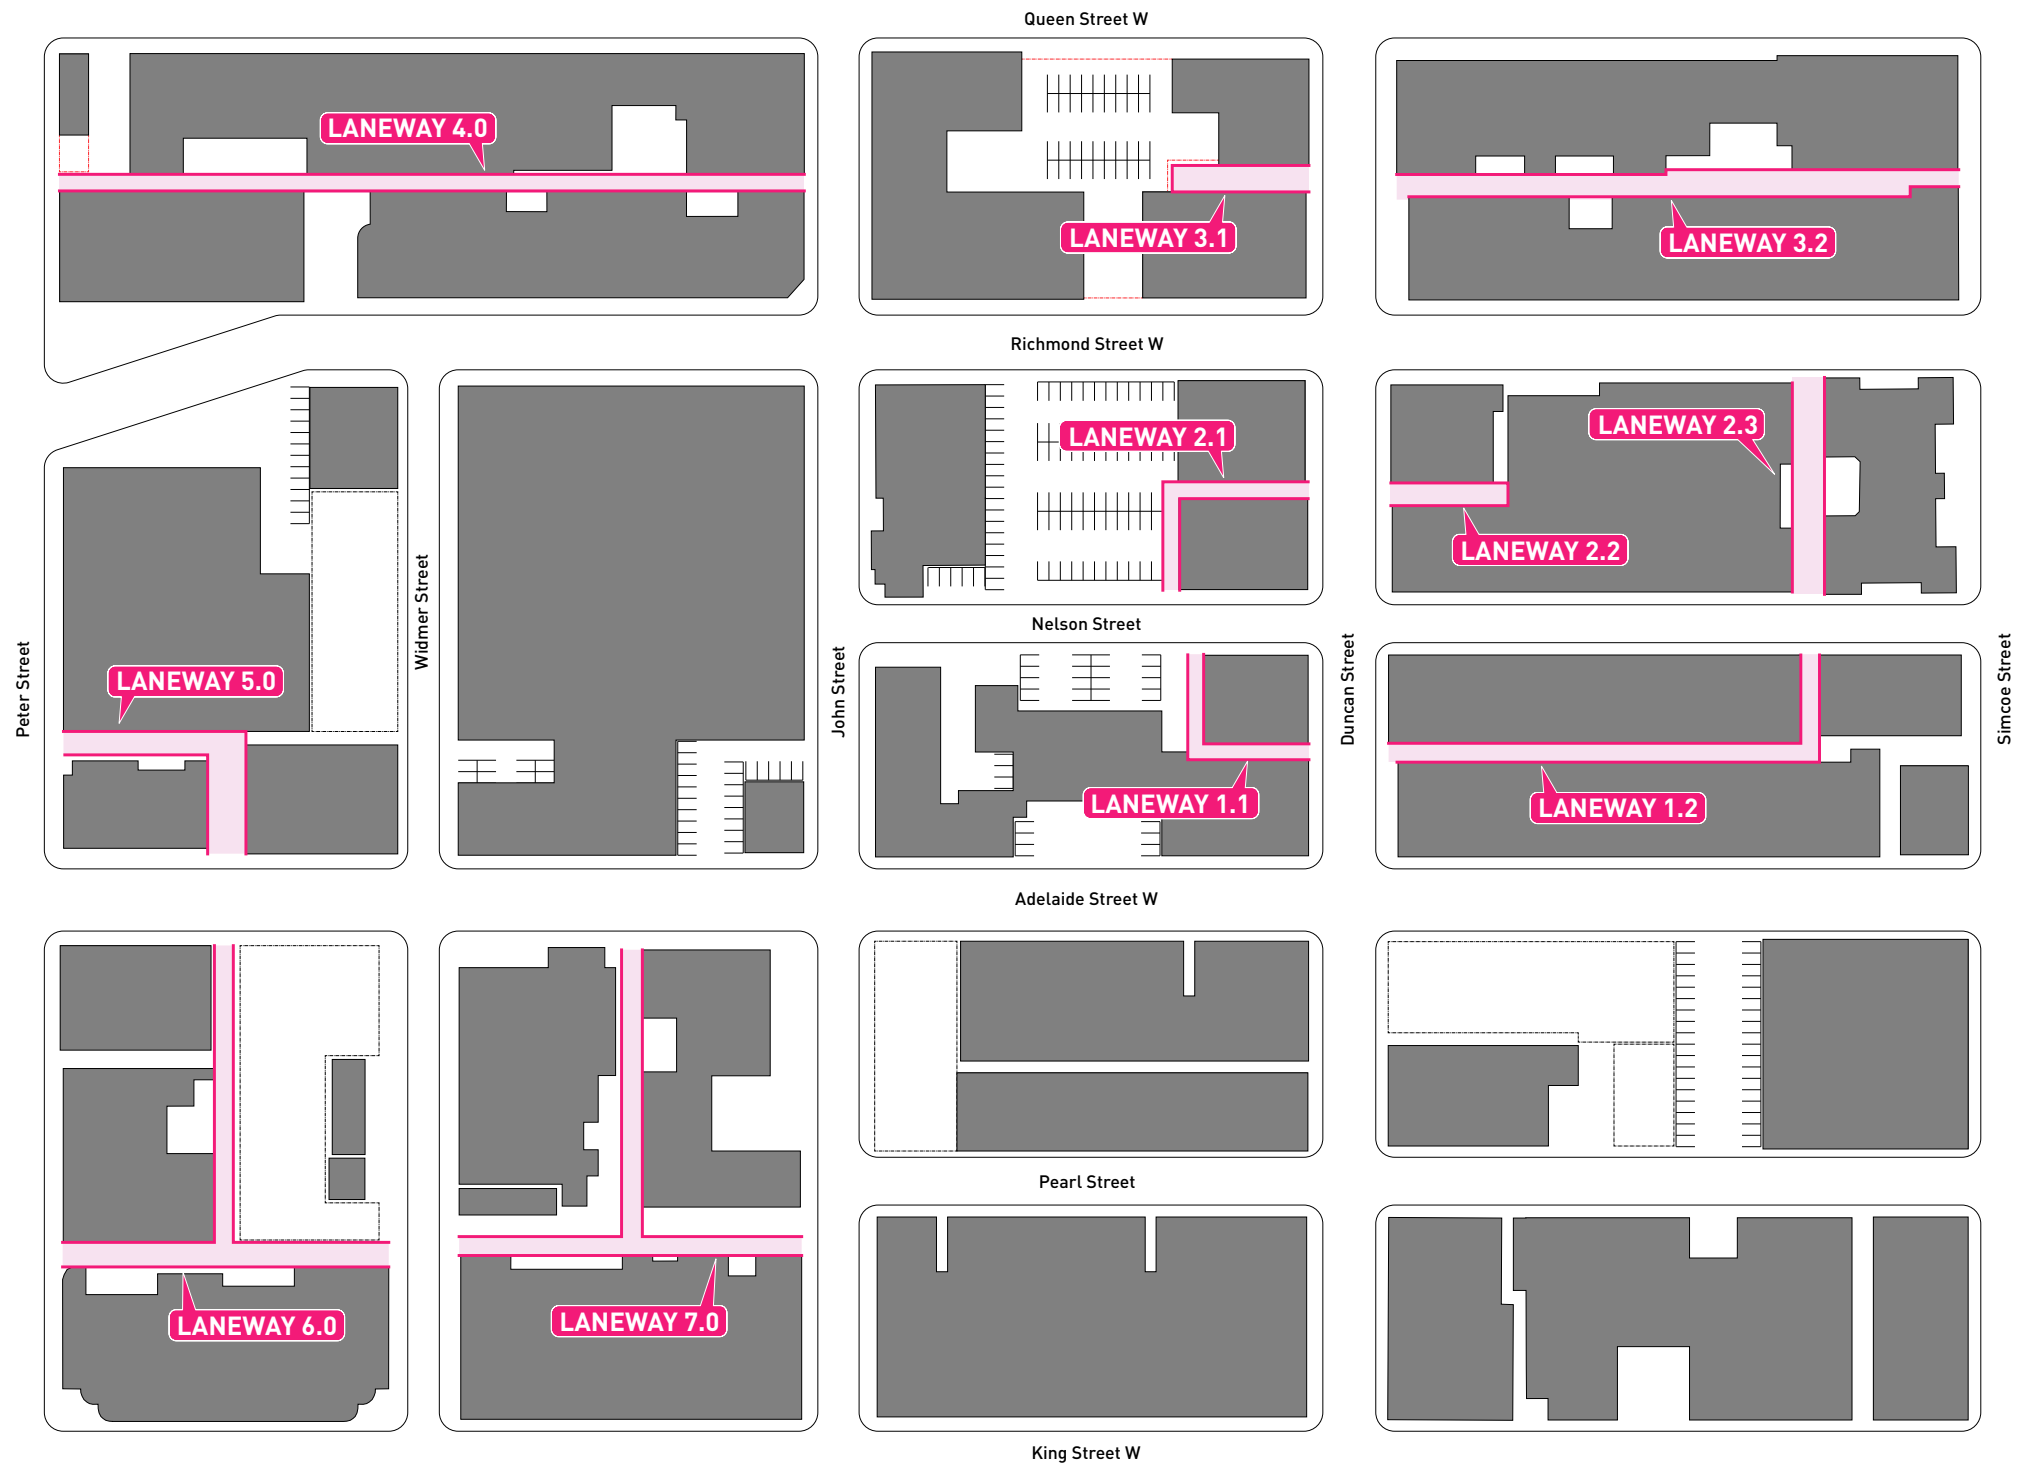 Queen Street W
LANEWAY 4.0
LANEWAY 3.1
LANEWAY 3.2
Richmond Street W
LANEWAY 2.1
LANEWAY 2.3
LANEWAY 2.2
Nelson Street
Peter Street
Widmer Street
John Street
Duncan Street
Simcoe Street
LANEWAY 5.0
LANEWAY 1.1
LANEWAY 1.2
Adelaide Street W
Pearl Street
LANEWAY 6.0
LANEWAY 7.0
King Street W